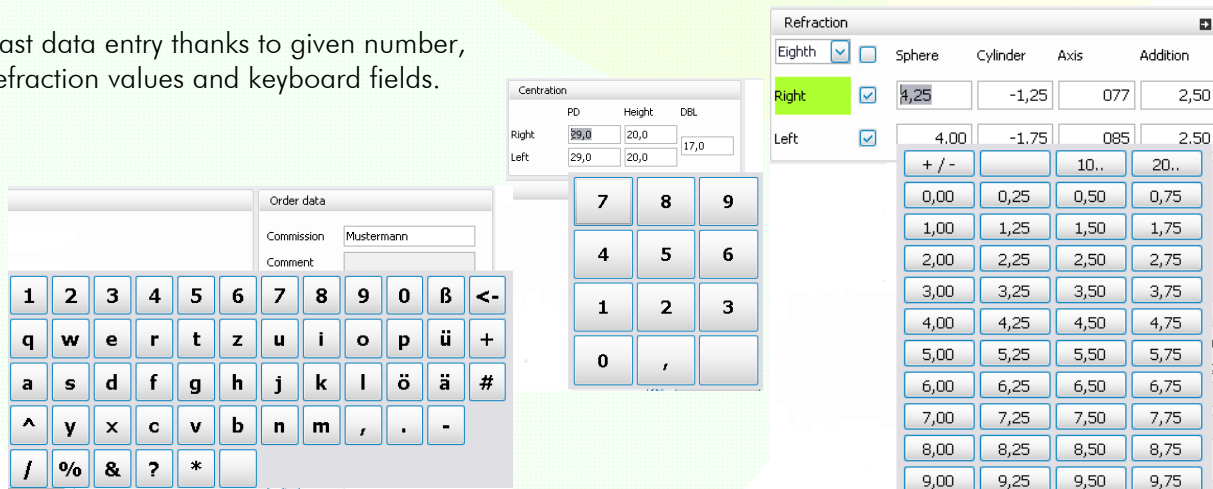 ast data entry thanks to given number,
efraction values and keyboard fields.
Refraction
Eighth Sphere Cylinder Axis Addition
Right 4,25 -1,25 077 2,50
Left 4.00 -1.75 085 2.50
+ / - 10.. 20..
0,00 0,25 0,50 0,75
1,00 1,25 1,50 1,75
2,00 2,25 2,50 2,75
3,00 3,25 3,50 3,75
4,00 4,25 4,50 4,75
5,00 5,25 5,50 5,75
6,00 6,25 6,50 6,75
7,00 7,25 7,50 7,75
8,00 8,25 8,50 8,75
9,00 9,25 9,50 9,75
Centration
PD Height DBL
Right 29,0 20,0
17,0
Left 29,0 20,0
7 8 9
4 5 6
1 2 3
0 ,
Order data
Commission Mustermann
Comment
1 2 3 4 5 6 7 8 9 0 ß <-
q w e r t z u i o p ü +
a s d f g h j k l ö ä #
^ y x c v b n m , . -
/ % & ? *